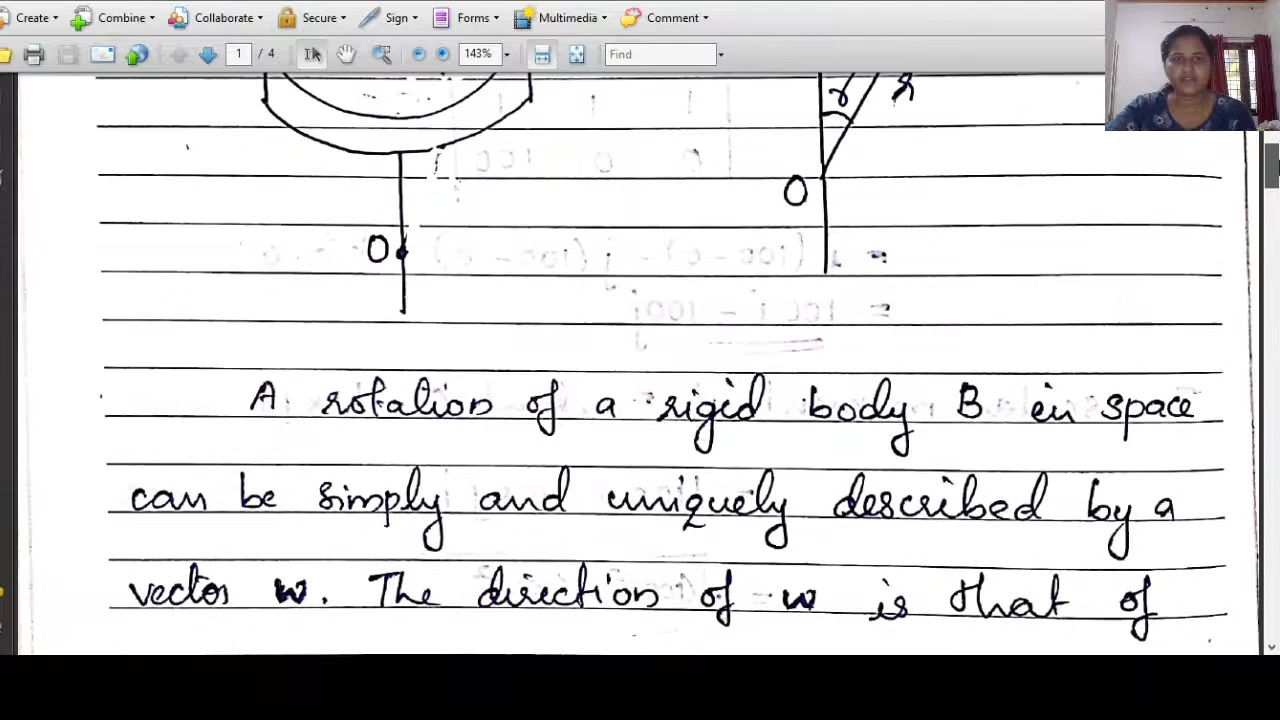 Create Combine Collaborate Secure Sign Forms Multimedia Comment
1 / 4 143% Find
γ r
O
O
A rotation of a rigid body B in space
can be simply and uniquely described by a
vector w. The direction of w is that of